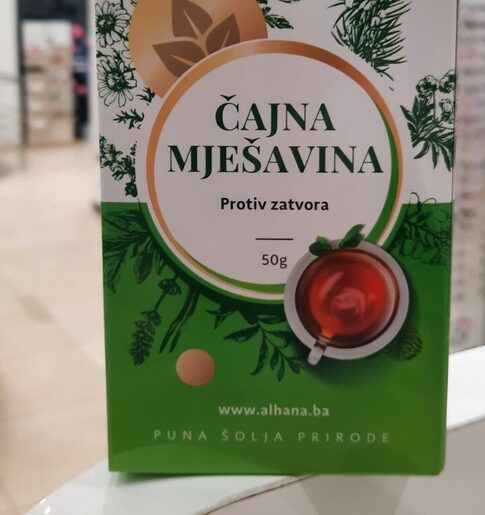 ČAJNA
MJEŠAVINA
Protiv zatvora
50g
www.alhana.ba
PUNA ŠOLJA PRIRODE